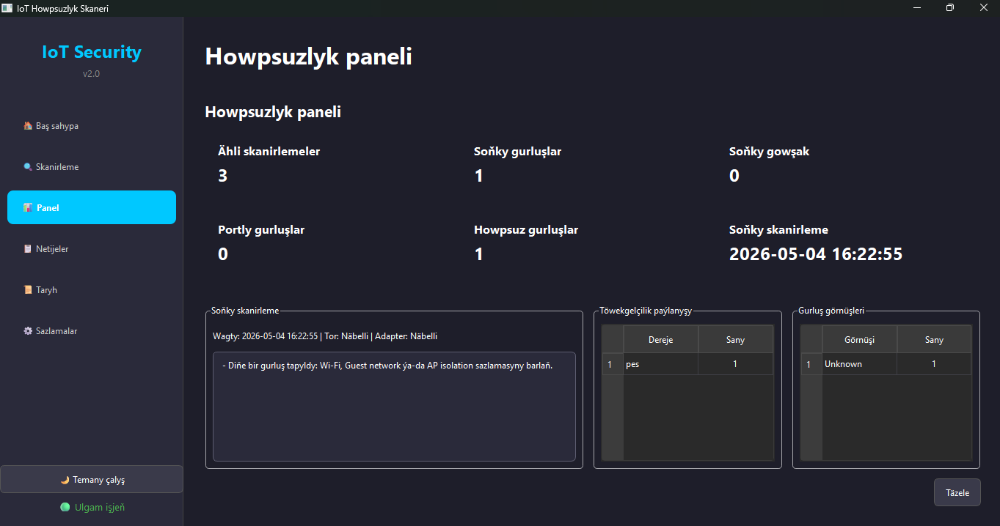 IoT Howpsuzlyk Skaneri
IoT Security
v2.0
Baş sahypa
Skanirleme
Panel
Netijeler
Taryh
Sazlamalar
Temany çalyş
Ulgam işjeň
Howpsuzlyk paneli
Howpsuzlyk paneli
Ähli skanirlemeler
3
Soňky gurluşlar
1
Soňky gowşak
0
Portly gurluşlar
0
Howpsuz gurluşlar
1
Soňky skanirleme
2026-05-04 16:22:55
Soňky skanirleme
Wagty: 2026-05-04 16:22:55 | Tor: Näbelli | Adapter: Näbelli
- Diňe bir gurluş tapyldy: Wi-Fi, Guest network ýa-da AP isolation sazlamasyny barlaň.
Töwekgelçilik paýlanyşy
Dereje Sany
1 pes 1
Gurluş görnüşleri
Görnüşi Sany
1 Unknown 1
Täzele